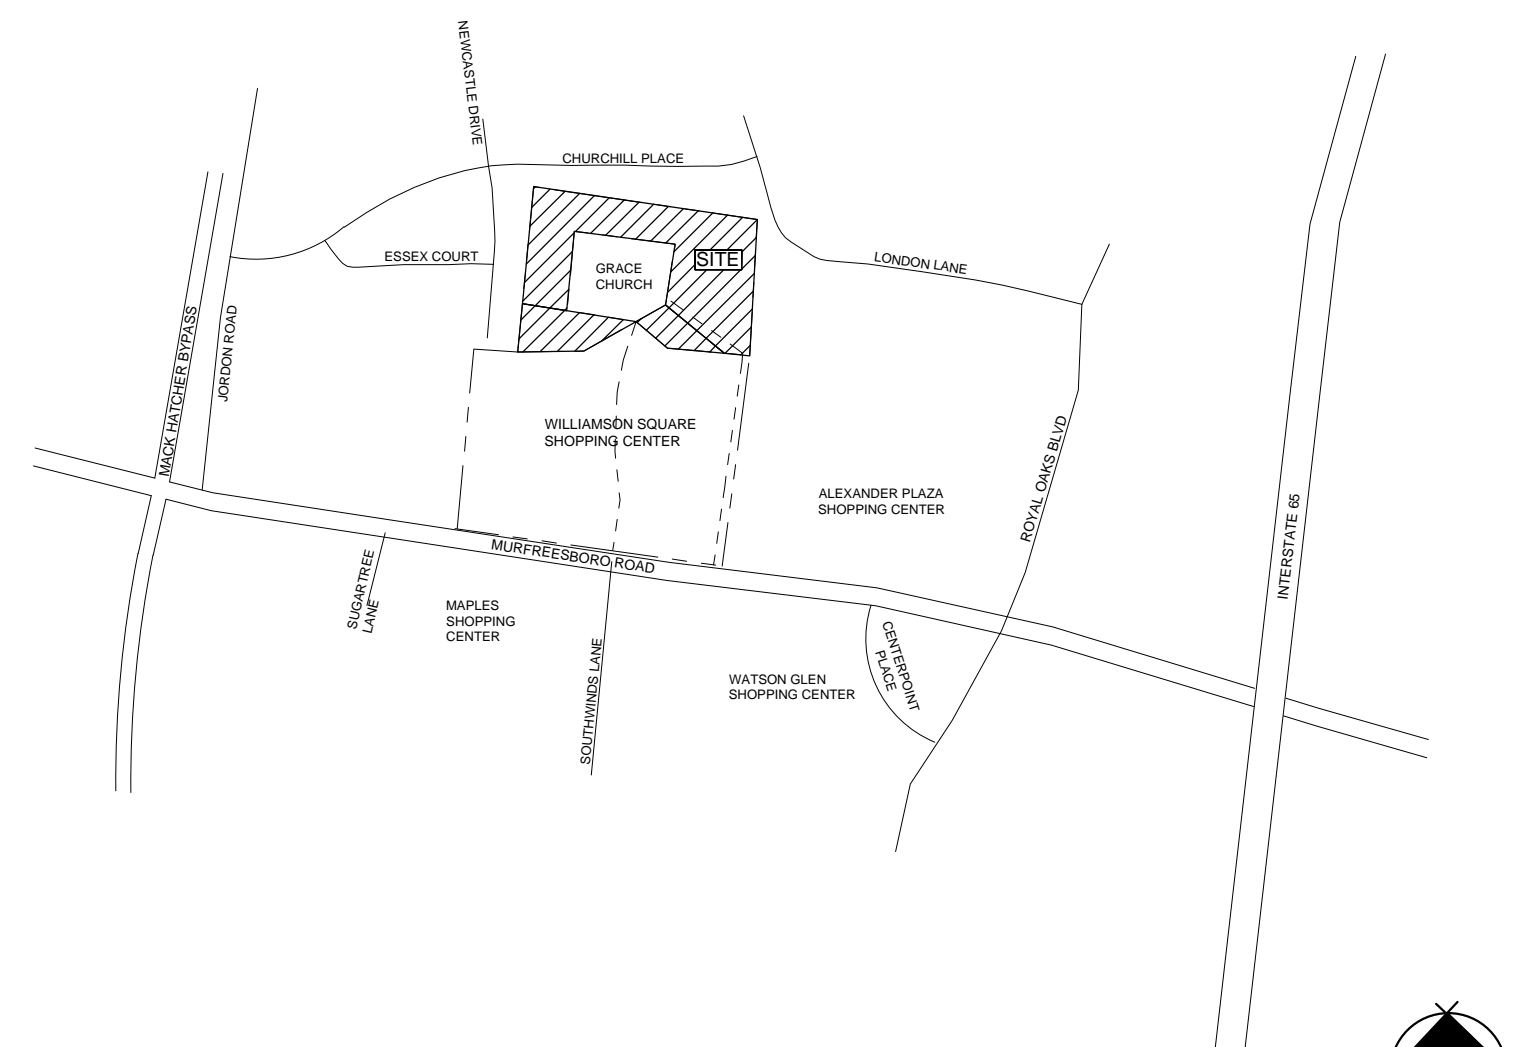 NEWCASTLE DRIVE
CHURCHILL PLACE
ESSEX COURT
GRACE
CHURCH
SITE
LONDON LANE
MACK HATCHER BYPASS
JORDON ROAD
WILLIAMSON SQUARE
SHOPPING CENTER
ALEXANDER PLAZA
SHOPPING CENTER
ROYAL OAKS BLVD
INTERSTATE 65
MURFREESBORO ROAD
SUGARTREE
LANE
MAPLES
SHOPPING
CENTER
SOUTHWINDS LANE
WATSON GLEN
SHOPPING CENTER
CENTERPOINT
PLACE